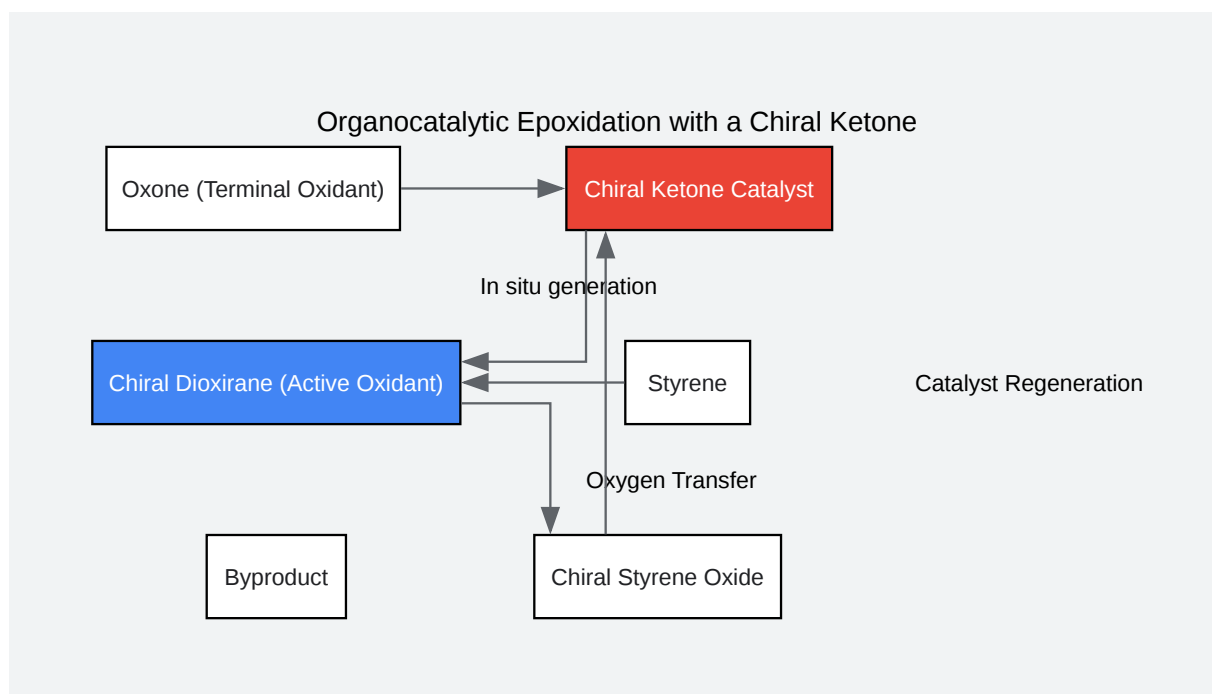 Organocatalytic Epoxidation with a Chiral Ketone
Oxone (Terminal Oxidant)
Chiral Ketone Catalyst
In situ generation
Chiral Dioxirane (Active Oxidant)
Styrene
Catalyst Regeneration
Oxygen Transfer
Byproduct
Chiral Styrene Oxide